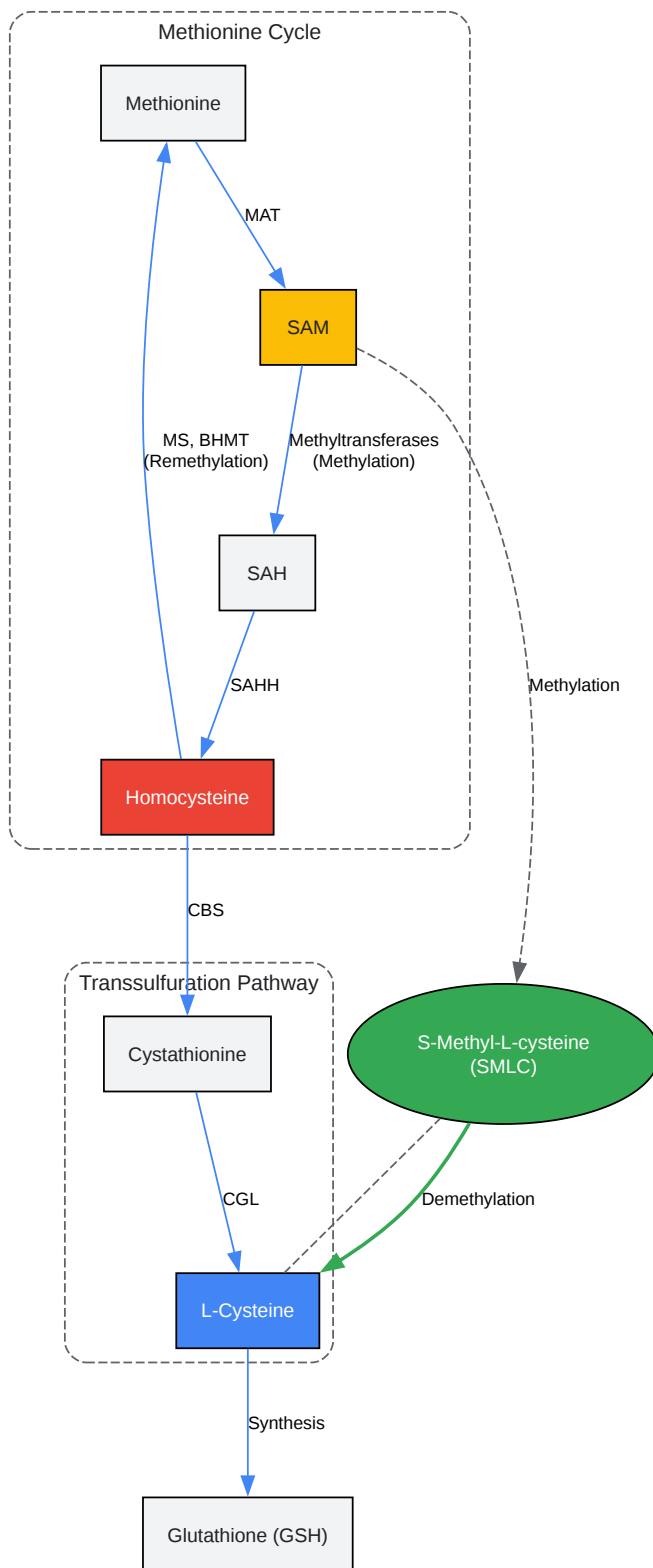 Methionine Cycle
Methionine
MAT
SAM
MS, BHMT
(Remethylation)
Methyltransferases
(Methylation)
SAH
SAHH
Methylation
Homocysteine
CBS
Transsulfuration Pathway
Cystathionine
S-Methyl-L-cysteine
(SMLC)
CGL
Demethylation
L-Cysteine
Synthesis
Glutathione (GSH)